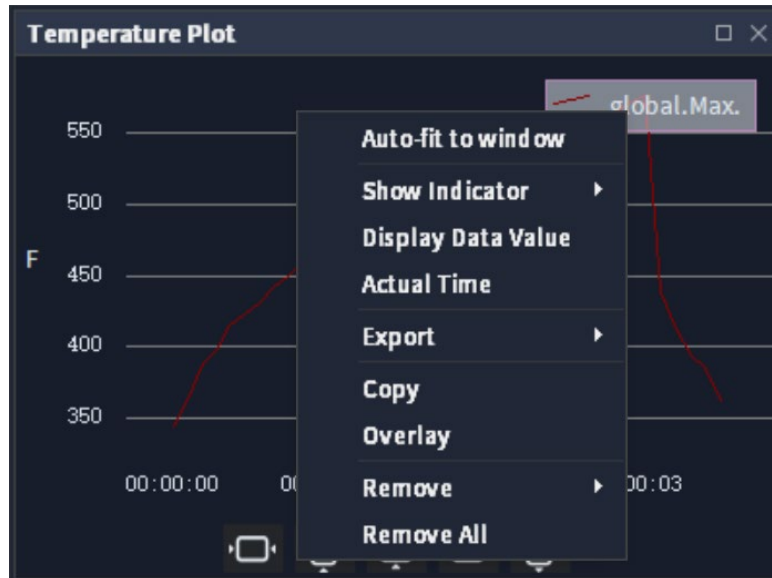 Temperature Plot
global.Max.
550
500
F
450
400
350
Auto-fit to window
Show Indicator
Display Data Value
Actual Time
Export
Copy
Overlay
Remove
Remove All
00:00:00
00:03